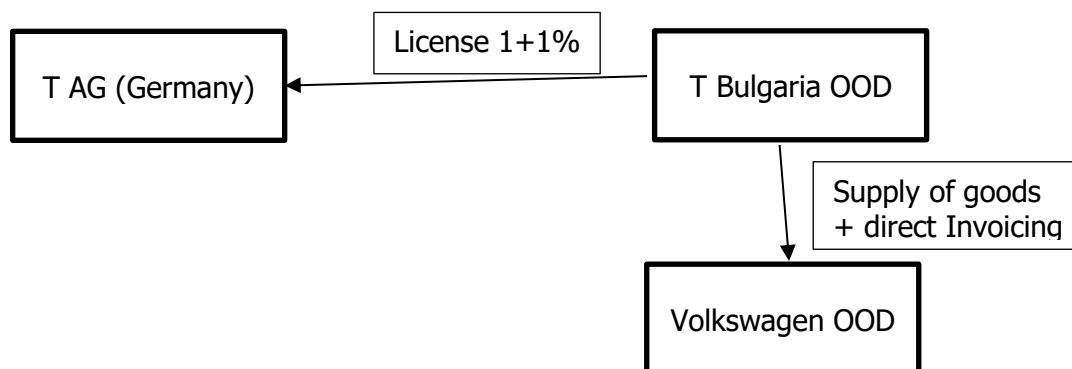 License 1+1%
T AG (Germany)
T Bulgaria OOD
Supply of goods
+ direct Invoicing
Volkswagen OOD